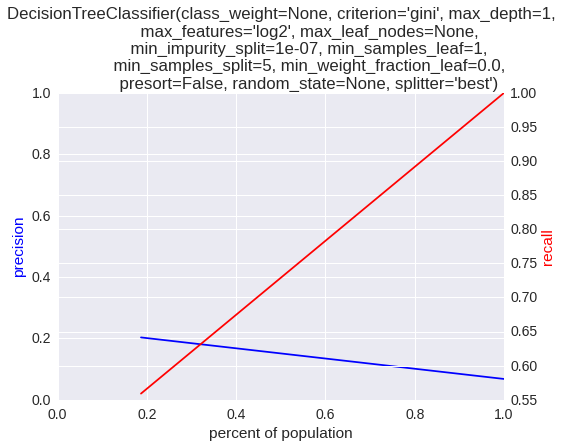 DecisionTreeClassifier(class_weight=None, criterion='gini', max_depth=1,
max_features='log2', max_leaf_nodes=None,
min_impurity_split=1e-07, min_samples_leaf=1,
min_samples_split=5, min_weight_fraction_leaf=0.0,
presort=False, random_state=None, splitter='best')
1.0
0.8
0.6
0.4
0.2
0.0
precision
1.00
0.95
0.90
0.85
0.80
0.75
0.70
0.65
0.60
0.55
recall
0.0 0.2 0.4 0.6 0.8 1.0
percent of population